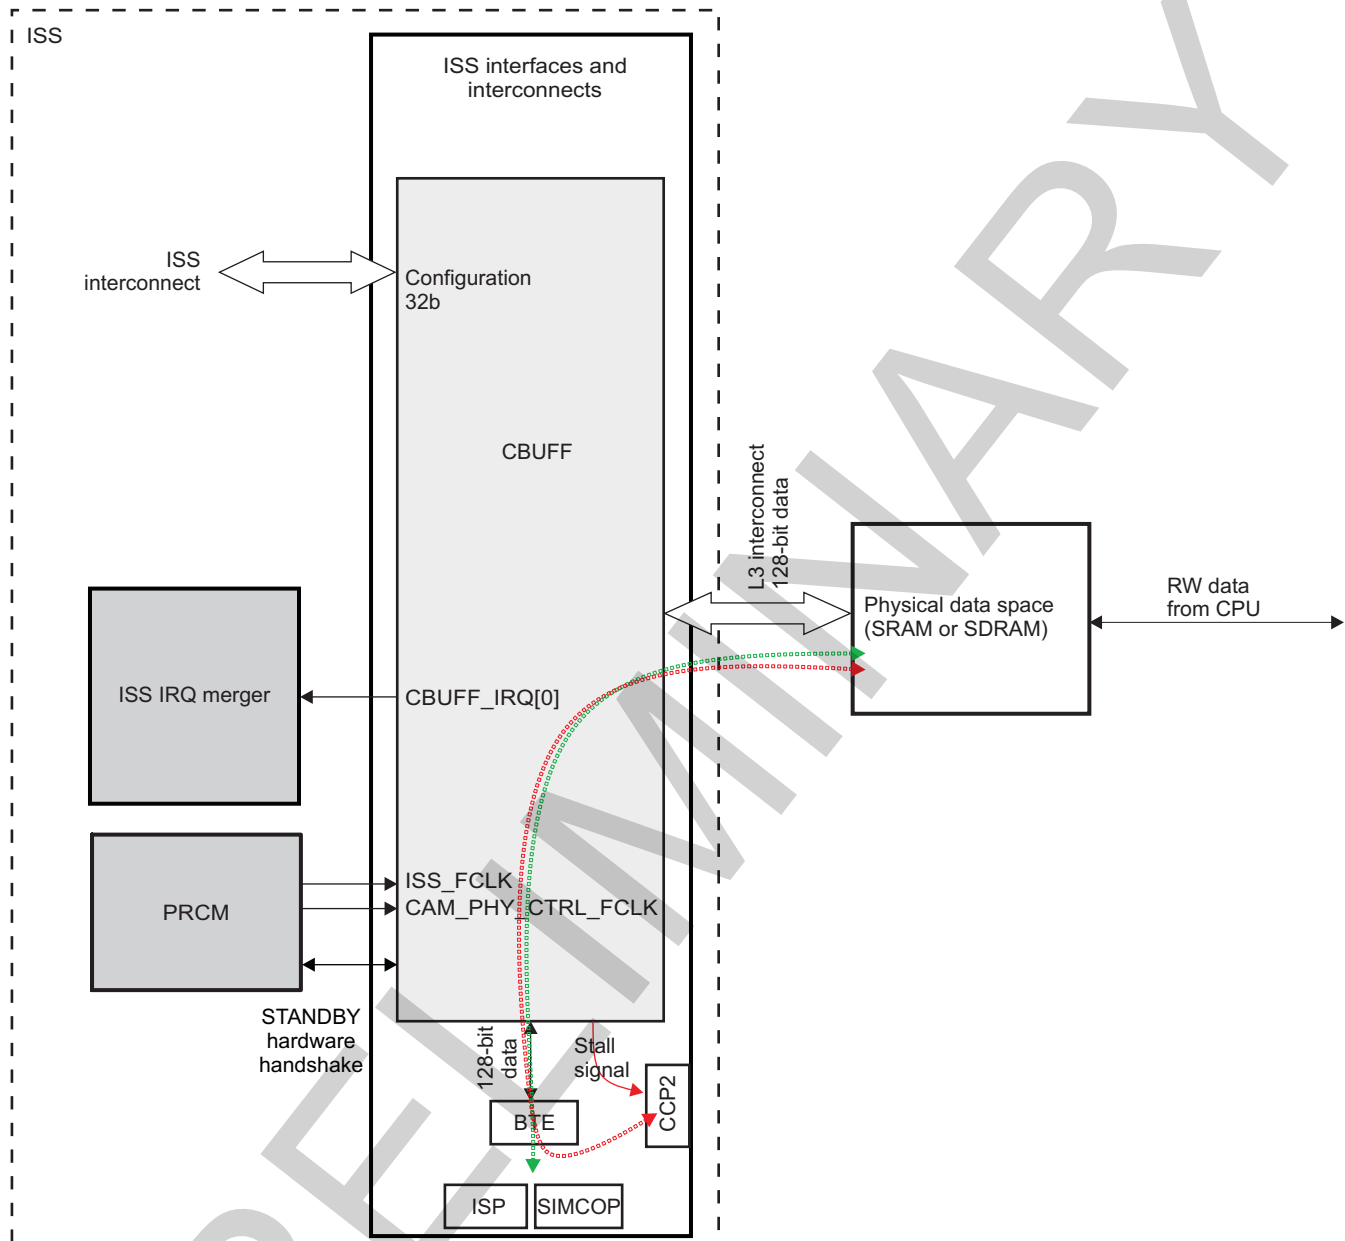 ISS
ISS interfaces and
interconnects
ISS
interconnect
Configuration
32b
CBUFF
L3 interconnect
128-bit data
Physical data space
(SRAM or SDRAM)
RW data
from CPU
ISS IRQ merger
CBUFF_IRQ[0]
PRCM
ISS_FCLK
CAM_PHY_CTRL_FCLK
STANDBY
hardware
handshake
128-bit
data
Stall
signal
BTE
CCP2
ISP
SIMCOP
PRELIMINARY